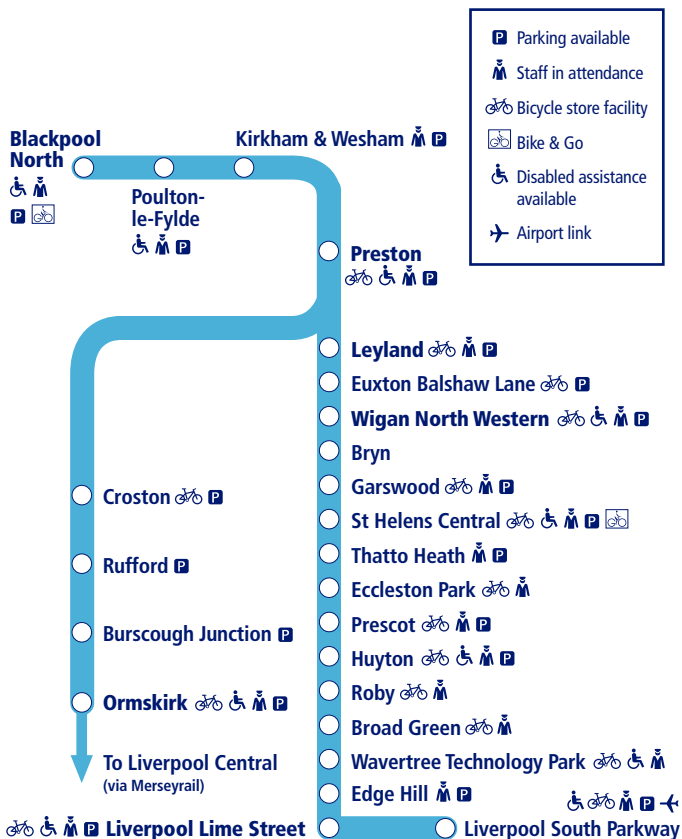 P Parking available
Staff in attendance
Bicycle store facility
Bike & Go
Disabled assistance
available
Airport link
Blackpool
North
P
Poulton-
le-Fylde
P
Kirkham & Wesham P
Preston
P
Leyland P
Euxton Balshaw Lane P
Wigan North Western P
Bryn
Garswood P
St Helens Central P
Thatto Heath P
Eccleston Park
Prescot P
Huyton P
Roby
Broad Green
Wavertree Technology Park
Edge Hill P
P Liverpool Lime Street
P
Liverpool South Parkway
Croston P
Rufford P
Burscough Junction P
Ormskirk P
To Liverpool Central
(via Merseyrail)